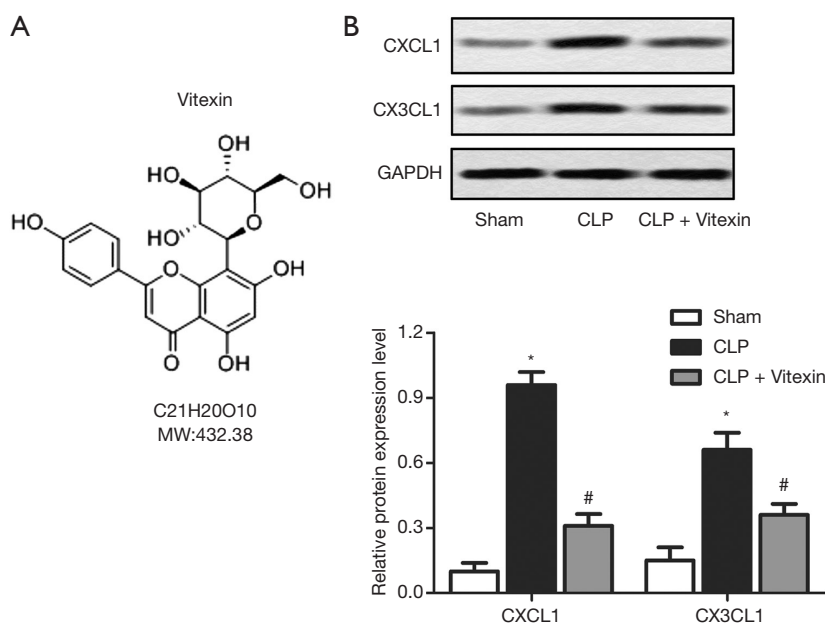 A
Vitexin
OH
HO
OH
OH
HO
HO
O
O
OH
O
OH
C21H20O10
MW:432.38
B
CXCL1
CX3CL1
GAPDH
Sham
CLP
CLP + Vitexin
Sham
CLP
CLP + Vitexin
Relative protein expression level
1.2
0.9
0.6
0.3
0.0
*
#
*
#
CXCL1
CX3CL1